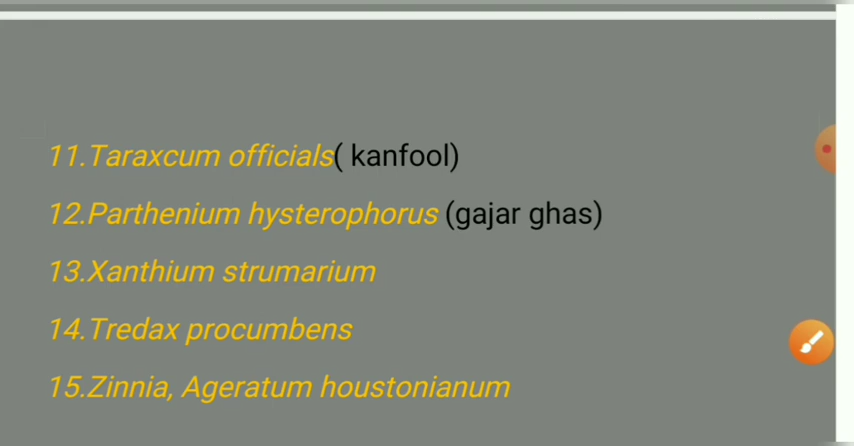 11.Taraxcum officials( kanfool)
12.Parthenium hysterophorus (gajar ghas)
13.Xanthium strumarium
14.Tredax procumbens
15.Zinnia, Ageratum houstonianum